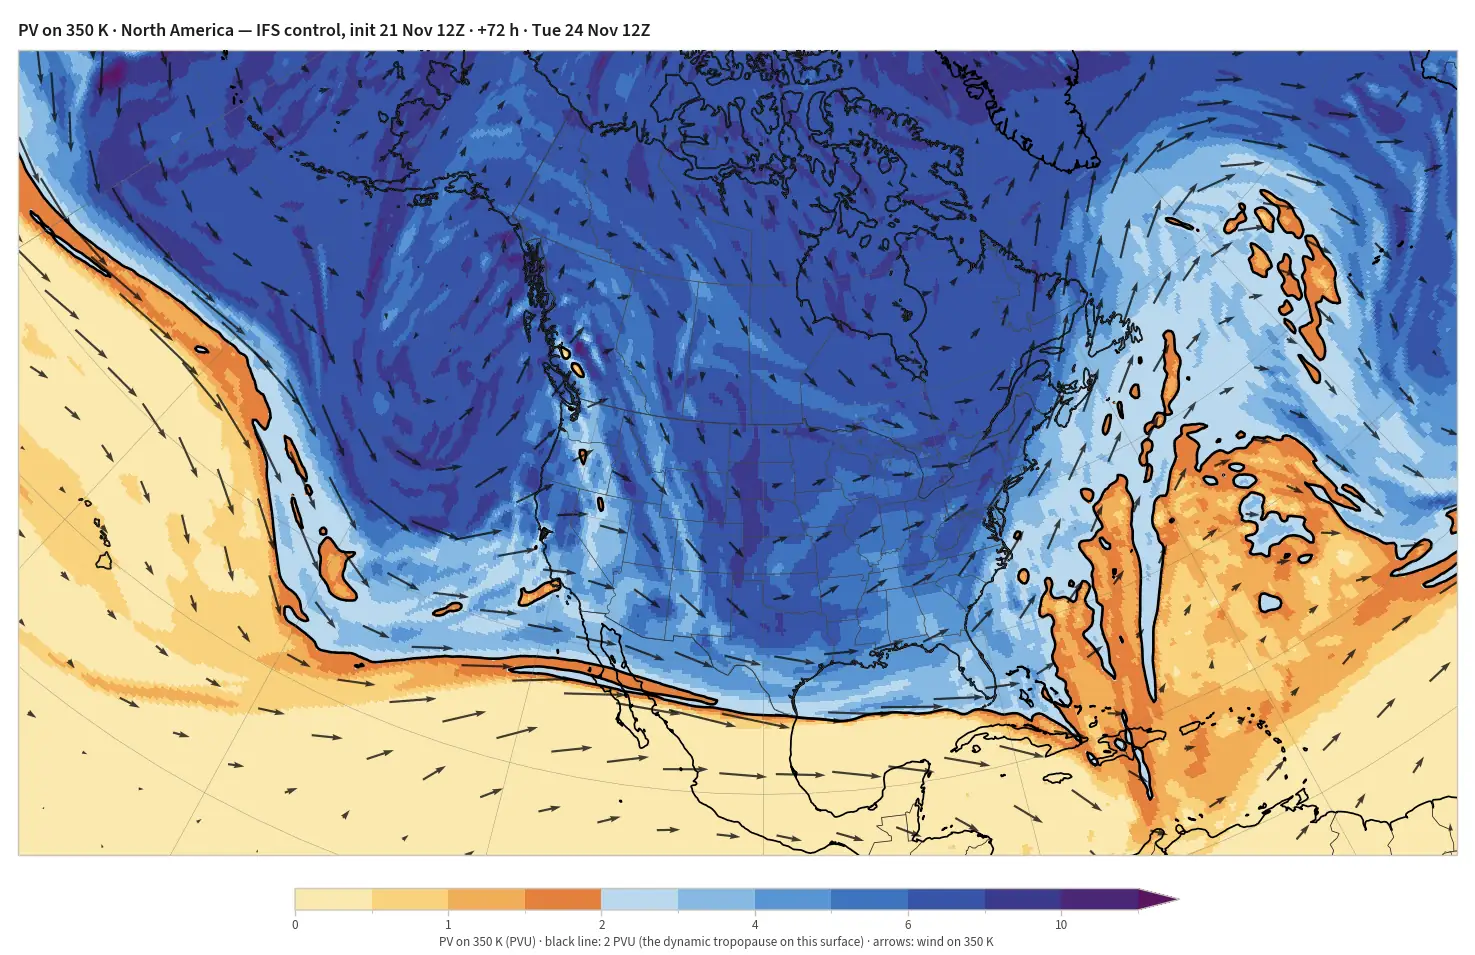 PV on 350 K · North America — IFS control, init 21 Nov 12Z · +72 h · Tue 24 Nov 12Z
0 1 2 4 6 10
PV on 350 K (PVU) · black line: 2 PVU (the dynamic tropopause on this surface) · arrows: wind on 350 K